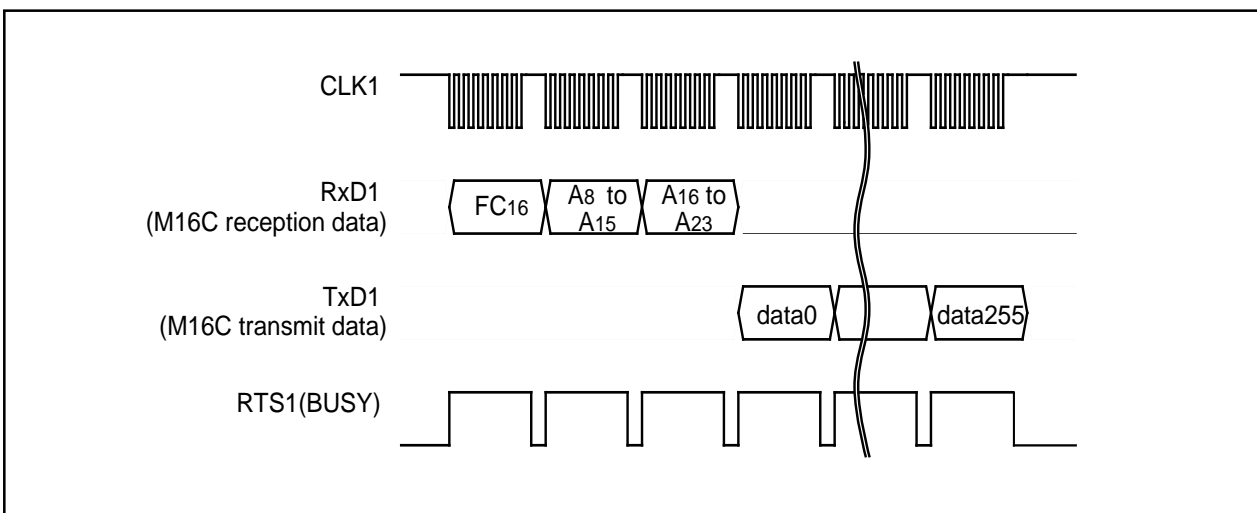 CLK1
RxD1
(M16C reception data)
FC16
A8 to
A15
A16 to
A23
TxD1
(M16C transmit data)
data0
data255
RTS1(BUSY)